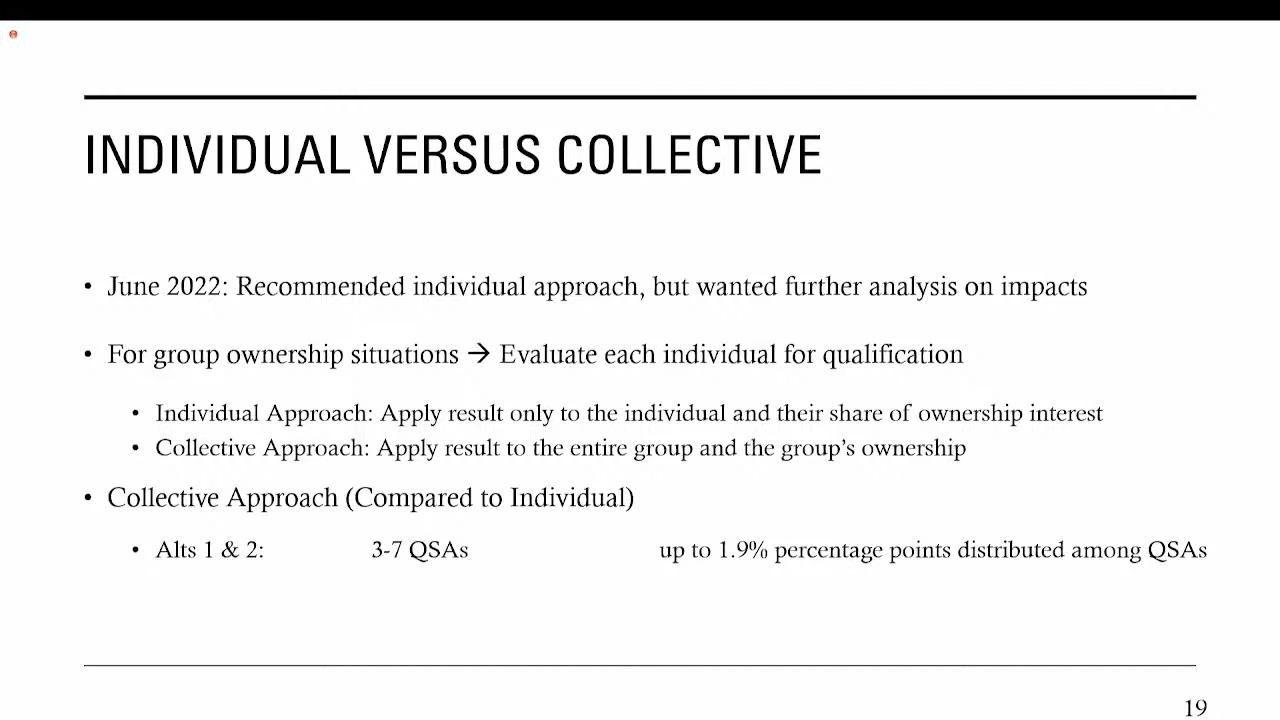 INDIVIDUAL VERSUS COLLECTIVE
• June 2022: Recommended individual approach, but wanted further analysis on impacts
• For group ownership situations → Evaluate each individual for qualification
• Individual Approach: Apply result only to the individual and their share of ownership interest
• Collective Approach: Apply result to the entire group and the group's ownership
• Collective Approach (Compared to Individual)
• Alts 1 & 2: 3-7 QSAs up to 1.9% percentage points distributed among QSAs
19